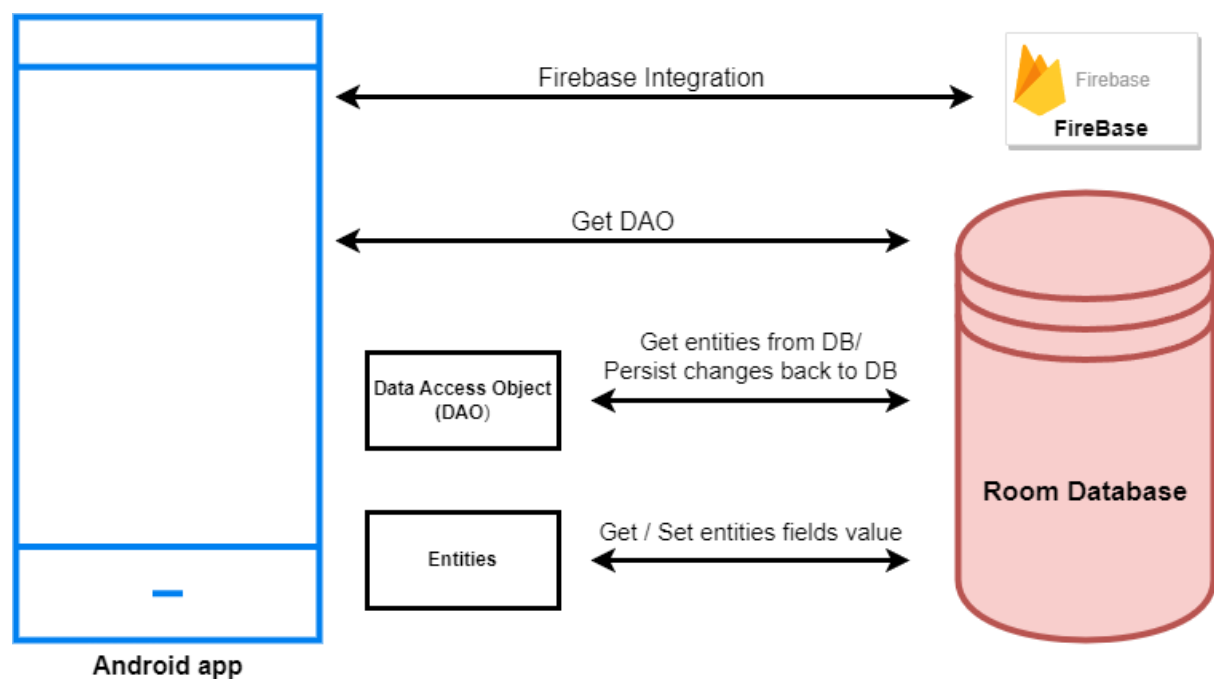 Firebase Integration
Firebase
FireBase
Get DAO
Get entities from DB/
Persist changes back to DB
Data Access Object
(DAO)
Room Database
Get / Set entities fields value
Entities
Android app